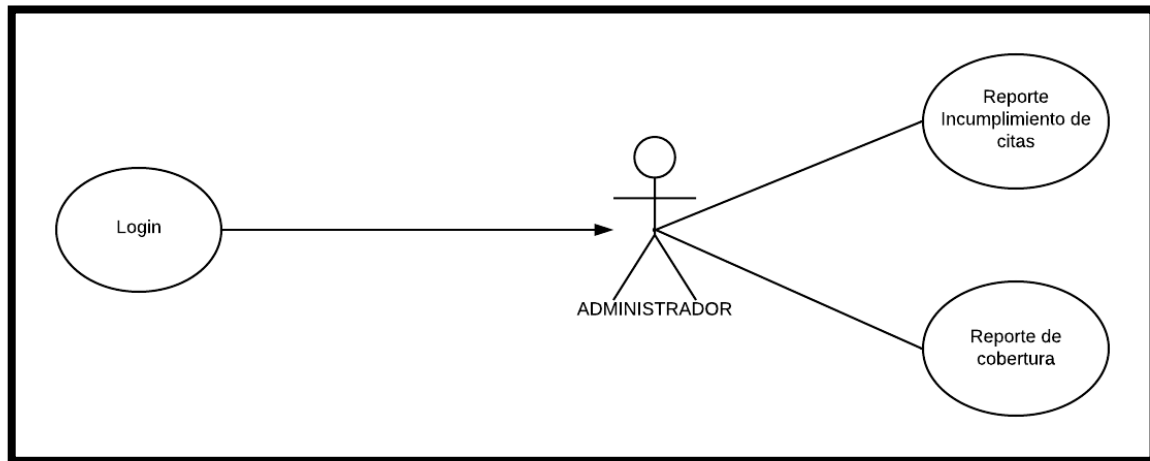 Login
ADMINISTRADOR
Reporte
Incumplimiento de
citas
Reporte de
cobertura